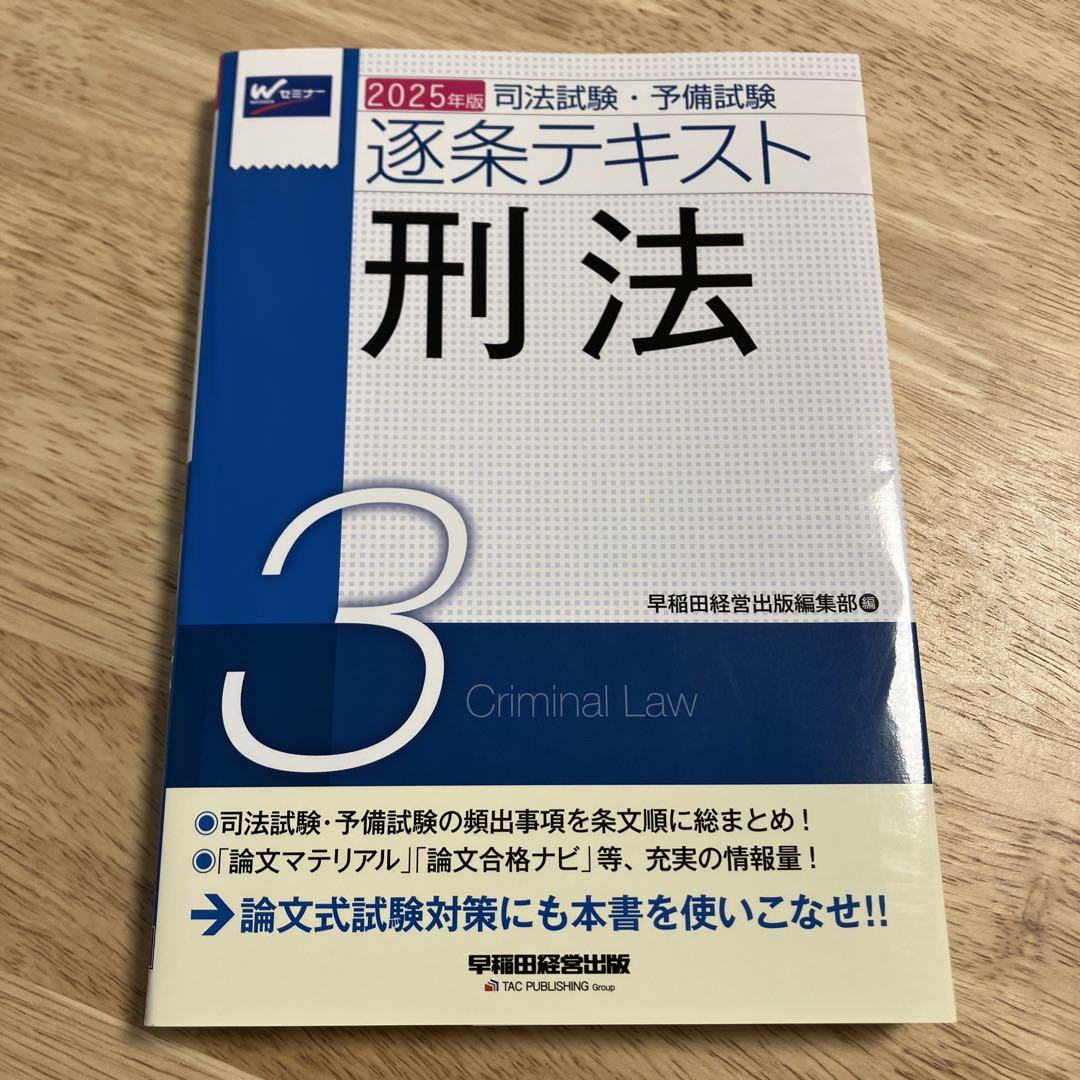 Wセミナー
WASEDA
2025年版 司法試験・予備試験
逐条テキスト
刑法
3
早稲田経営出版編集部 編
Criminal Law
●司法試験・予備試験の頻出事項を条文順に総まとめ!
●「論文マテリアル」「論文合格ナビ」等、充実の情報量!
→論文式試験対策にも本書を使いこなせ!!
早稲田経営出版
TAC PUBLISHING Group